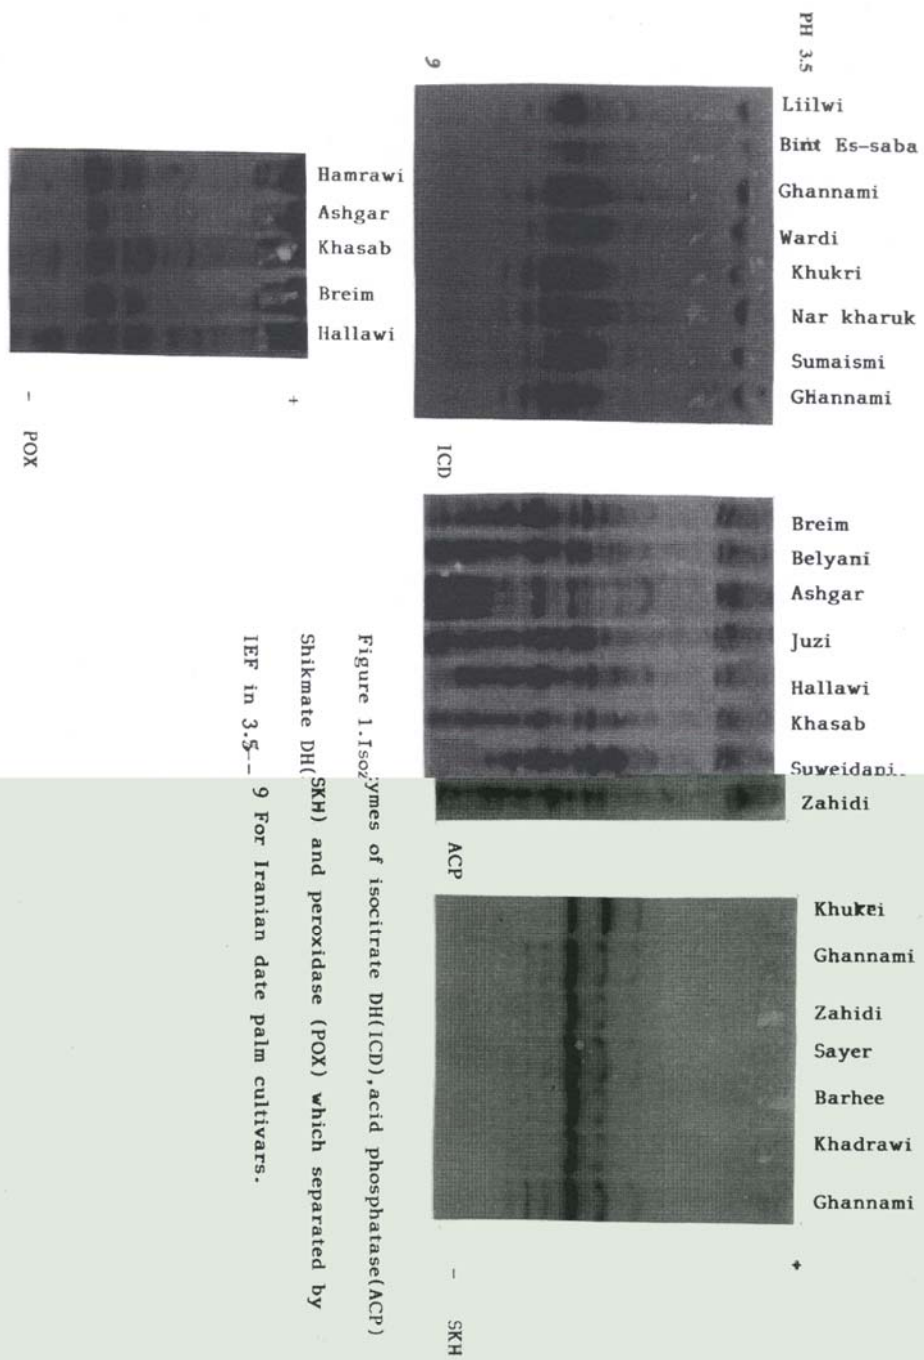 PH 3.5
9
Liilwi
Bint Es-saba
Ghannami
Wardi
Khukri
Nar kharuk
Sumaismi
GHannami
ICD
Hamrawi
Ashgar
Khasab
Breim
Hallawi
+
-
POX
Breim
Belyani
Ashgar
Juzi
Hallawi
Khasab
Suweidani.
Zahidi
ACP
Khukri
Ghannami
Zahidi
Sayer
Barhee
Khadrawi
Ghannami
+
-
SKH
Figure 1.Isozymes of isocitrate DH(ICD),acid phosphatase(ACP)
Shikmate DH(SKH) and peroxidase (POX) which separated by
IEF in 3.5-- 9 For Iranian date palm cultivars.